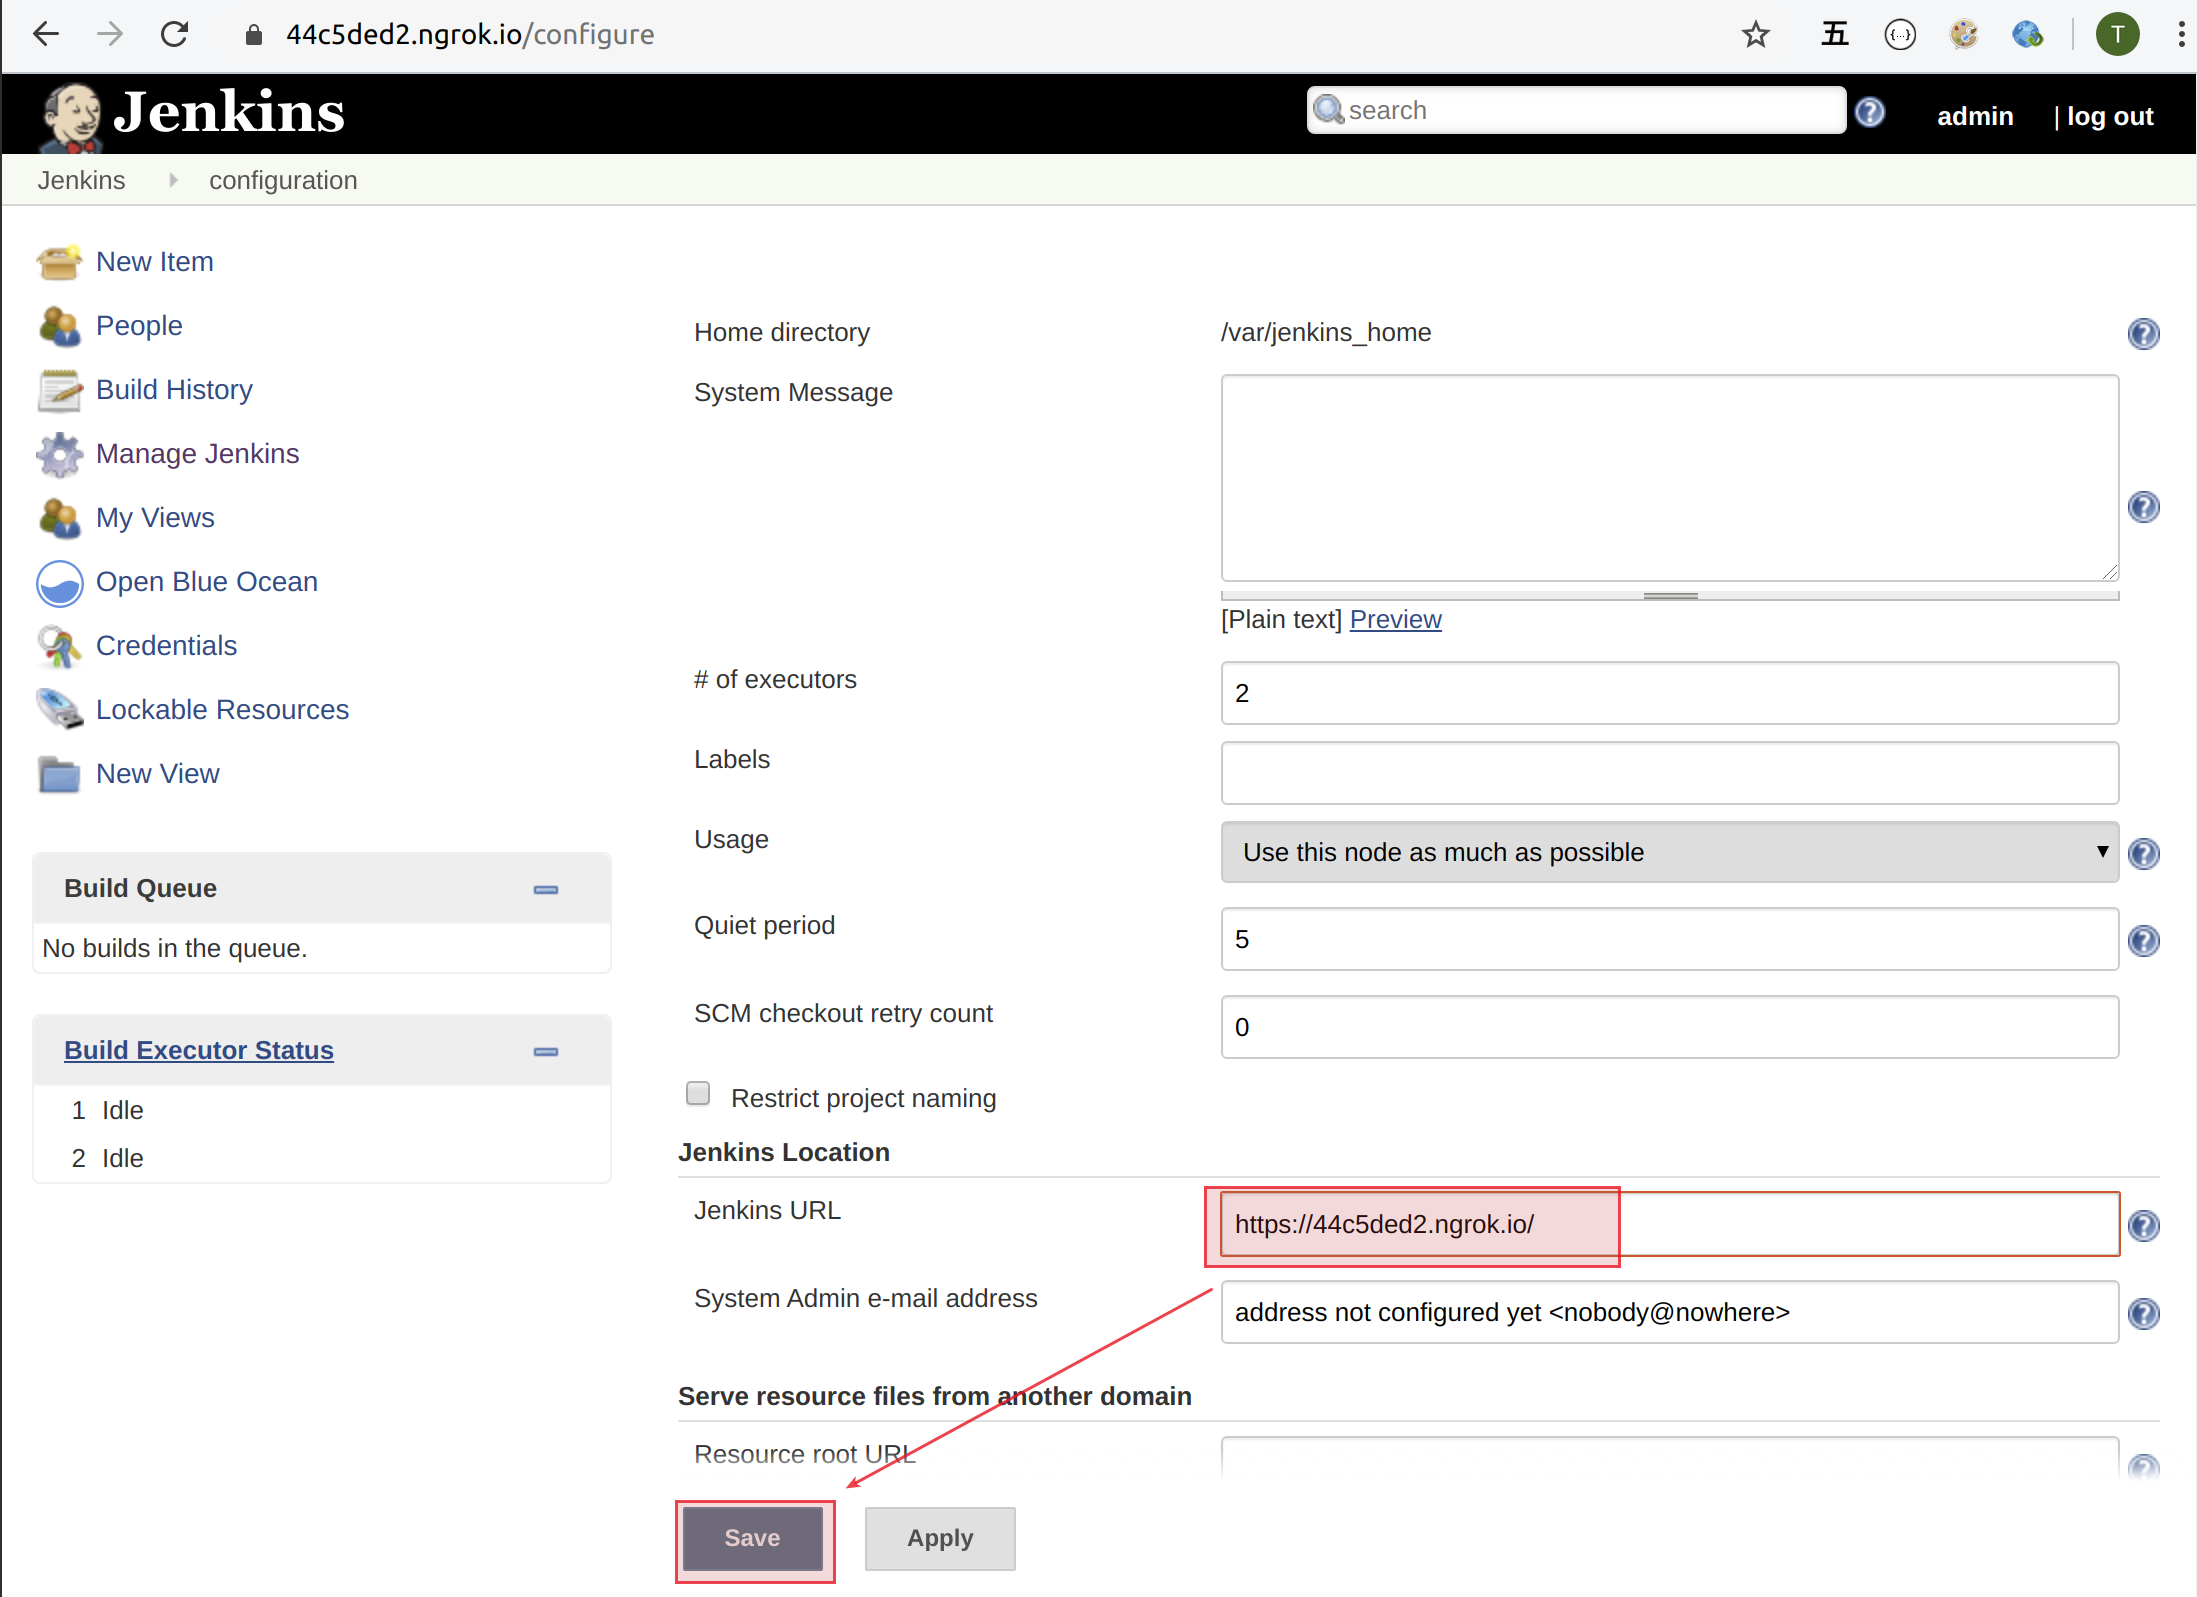 44c5ded2.ngrok.io/configure
五
{...}
T
Jenkins
search
admin
| log out
Jenkins
configuration
New Item
People
Build History
Manage Jenkins
My Views
Open Blue Ocean
Credentials
Lockable Resources
New View
Build Queue
No builds in the queue.
Build Executor Status
1 Idle
2 Idle
Home directory
/var/jenkins_home
System Message
[Plain text] Preview
# of executors
2
Labels
Usage
Use this node as much as possible
Quiet period
5
SCM checkout retry count
0
Restrict project naming
Jenkins Location
Jenkins URL
https://44c5ded2.ngrok.io/
System Admin e-mail address
address not configured yet <nobody@nowhere>
Serve resource files from another domain
Resource root URL
Save
Apply